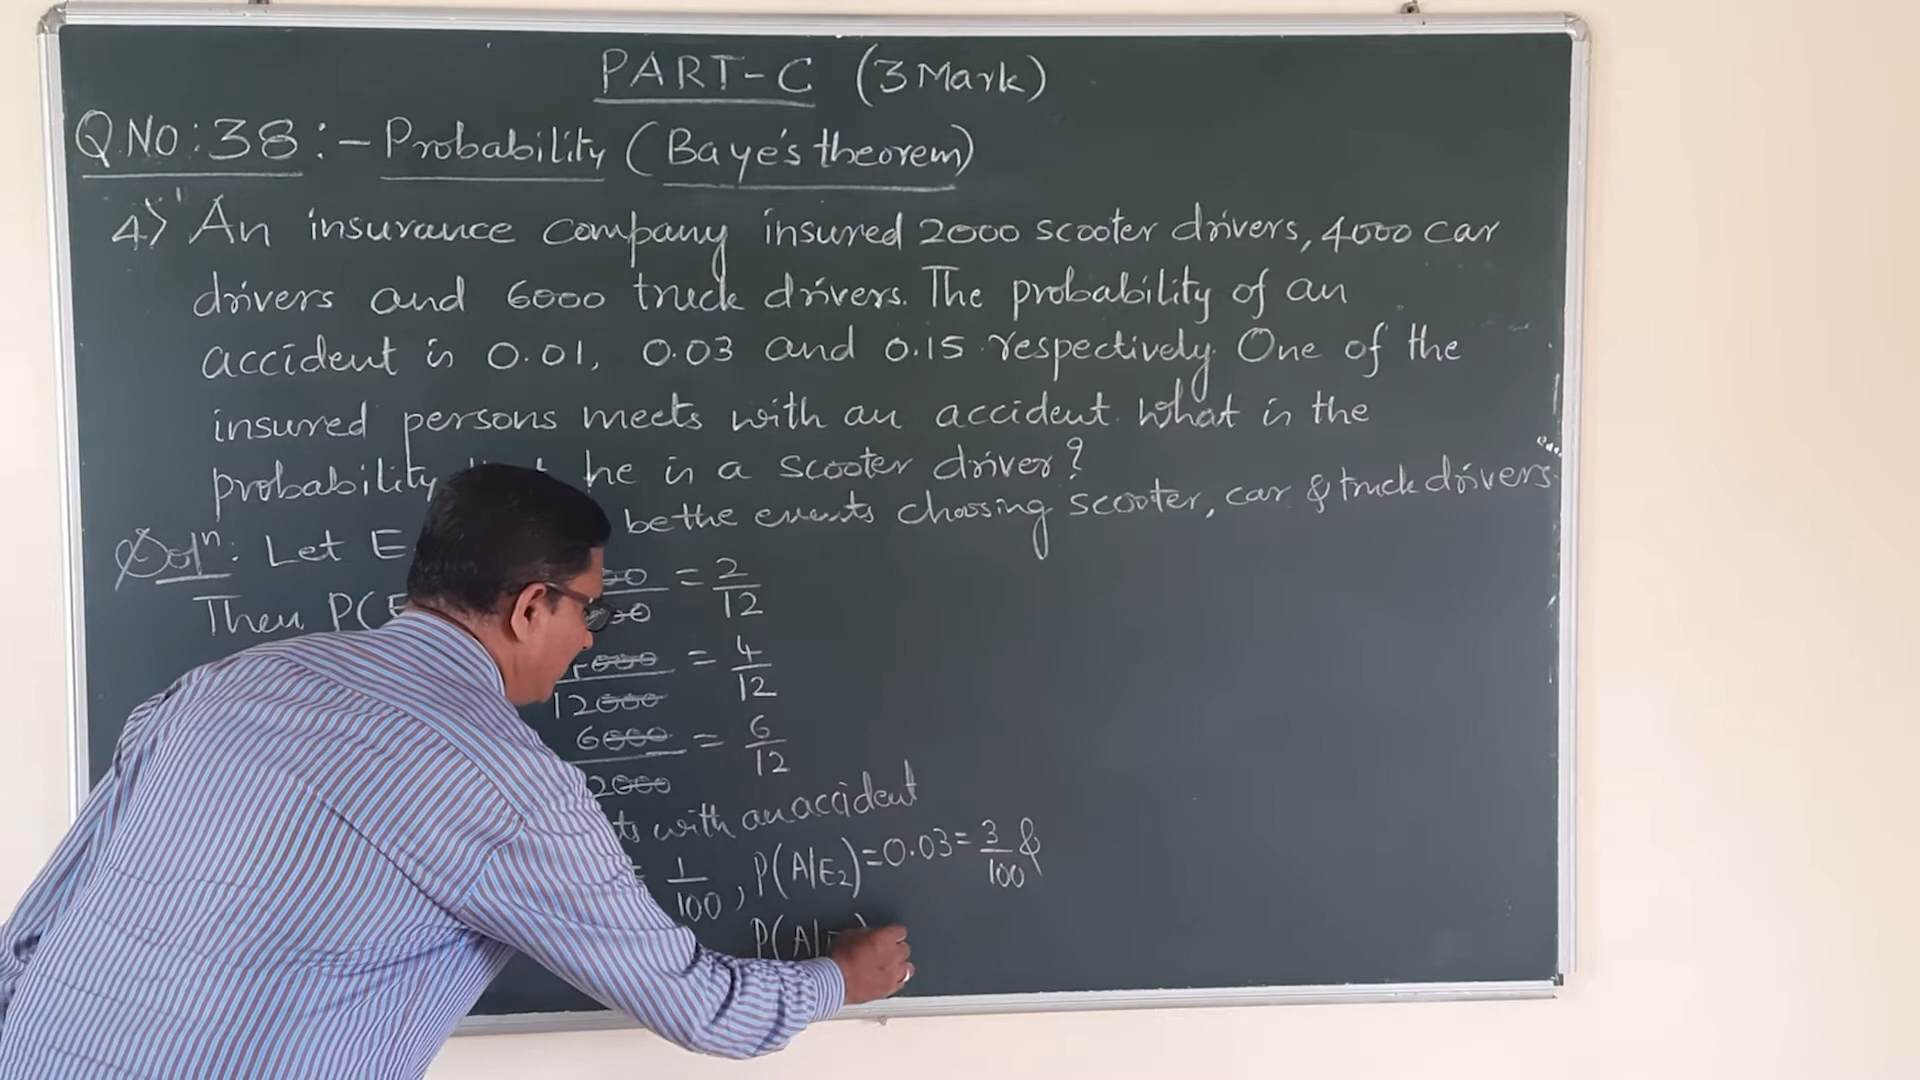 PART-C (3 Mark)
Q.NO:38:- Probability (Baye's theorem)
4) An insurance company insured 2000 scooter drivers, 4000 car
drivers and 6000 truck drivers. The probability of an
accident is 0.01, 0.03 and 0.15 respectively. One of the
insured persons meets with an accident. What is the
probability he is a scooter driver?
Soln: Let E be the events choosing scooter, car & truck drivers.
Then P(E = 2/12
4000/12000 = 4/12
6000/2000 = 6/12
with an accident
= 1/100, P(A|E2) = 0.03 = 3/100 &
P(A|